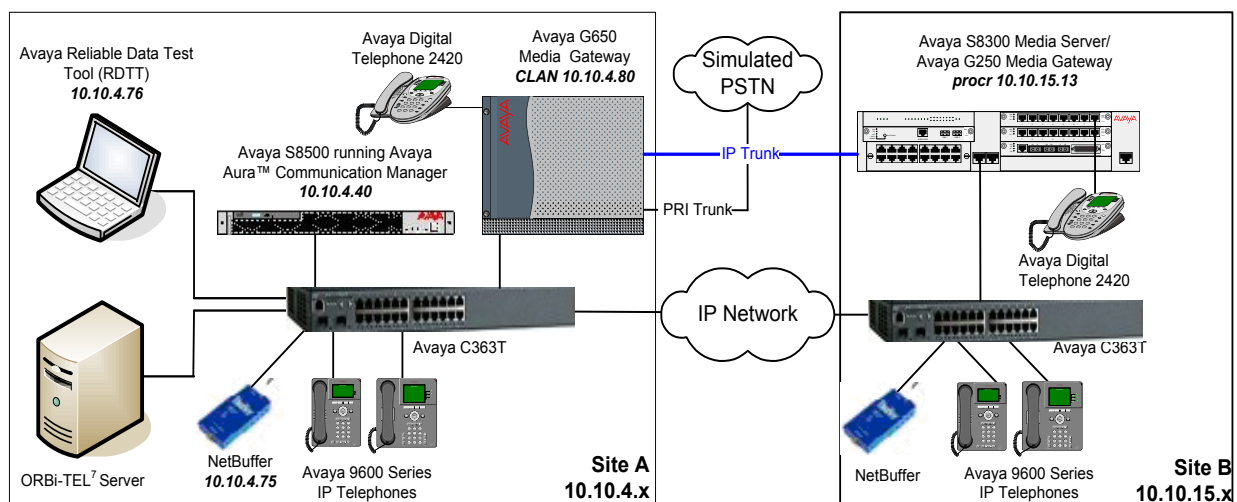 Avaya Reliable Data Test
Tool (RDTT)
10.10.4.76
Avaya Digital
Telephone 2420
Avaya G650
Media Gateway
CLAN 10.10.4.80
AVAYA
Simulated
PSTN
Avaya S8300 Media Server/
Avaya G250 Media Gateway
procr 10.10.15.13
AVAYA
Avaya S8500 running Avaya
Aura™ Communication Manager
10.10.4.40
AVAYA
IP Trunk
PRI Trunk
Avaya Digital
Telephone 2420
IP Network
Avaya C363T
Avaya C363T
ORBi-TEL7 Server
NetBuffer
10.10.4.75
Avaya 9600 Series
IP Telephones
Site A
10.10.4.x
NetBuffer
Avaya 9600 Series
IP Telephones
Site B
10.10.15.x